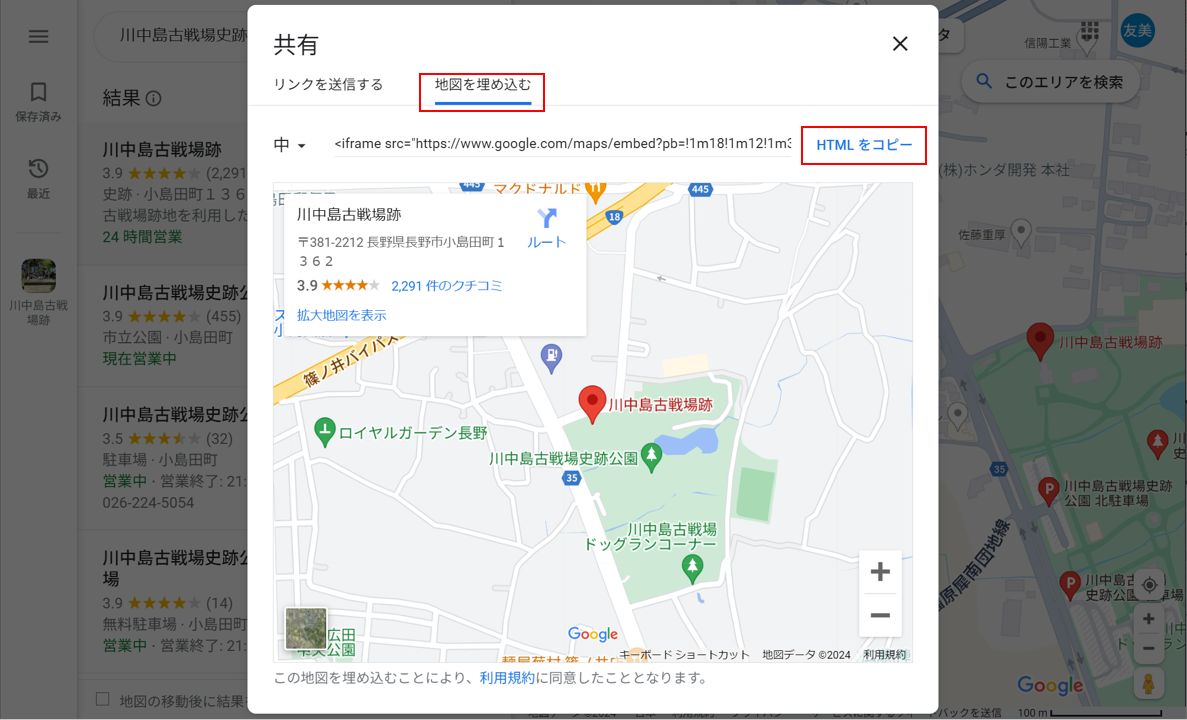 保存済み
最近
川中島古戦
場跡
川中島古戦場史跡
結果
川中島古戦場跡
3.9 (2,291
史跡 · 小島田町１３６
古戦場跡地を利用した
24 時間営業
川中島古戦場史跡公
3.9 (455)
市立公園 · 小島田町
現在営業中
川中島古戦場史跡公
3.5 (32)
駐車場 · 小島田町
営業中 · 営業終了: 21:
026-224-5054
川中島古戦場史跡公
場
3.9 (14)
無料駐車場 · 小島田町
営業中 · 営業終了: 21:
地図の移動後に結果を
共有
リンクを送信する
地図を埋め込む
中
<iframe src="https://www.google.com/maps/embed?pb=!1m18!1m12!1m3
HTML をコピー
445
マクドナルド
445
18
川中島古戦場跡
〒381-2212 長野県長野市小島田町１
３６２
ルート
3.9
2,291 件のクチコミ
拡大地図を表示
篠ノ井バイパス
川中島古戦場跡
ロイヤルガーデン長野
川中島古戦場史跡公園
35
川中島古戦場
ドッグランコーナー
広田
中央公園
Google
キーボード ショートカット
地図データ ©2024
利用規約
この地図を埋め込むことにより、利用規約に同意したこととなります。
タ
信陽工業
友美
このエリアを検索
(株)ホンダ開発 本社
佐藤重厚
川中島古戦場跡
35
川中島古戦場史跡
公園 北駐車場
Google
100 m